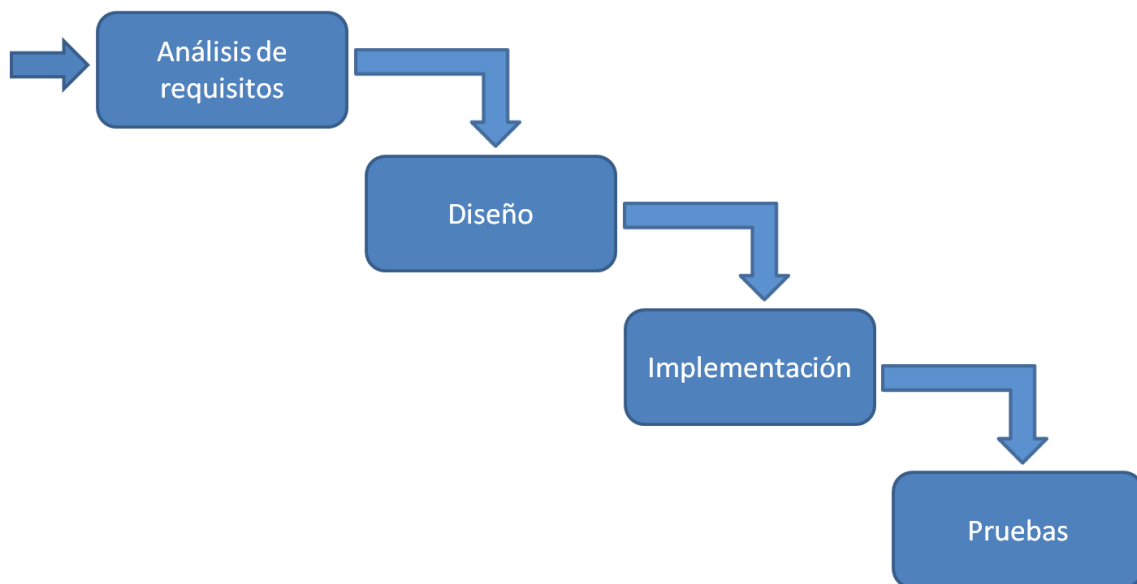 Análisis de
requisitos
Diseño
Implementación
Pruebas